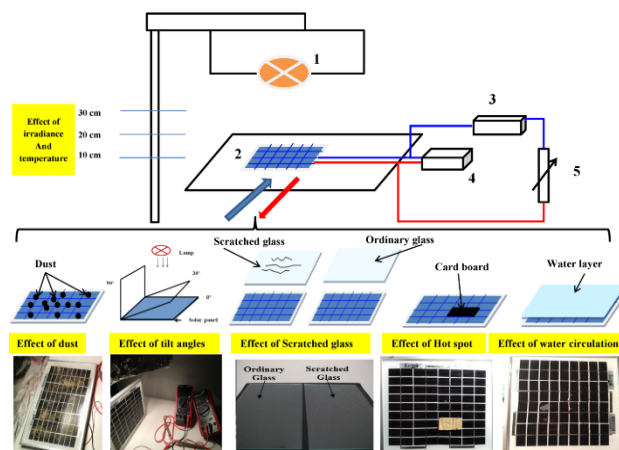 1
3
30 cm
Effect of
irradiance
And
temperature
20 cm
10 cm
2
4
5
Scratched glass
Ordinary glass
Lamp
Dust
90°
30°
0°
Solar panel
Card board
Water layer
Effect of dust
Effect of tilt angles
Effect of Scratched glass
Effect of Hot spot
Effect of water circulation
Ordinary
Glass
Scratched
Glass